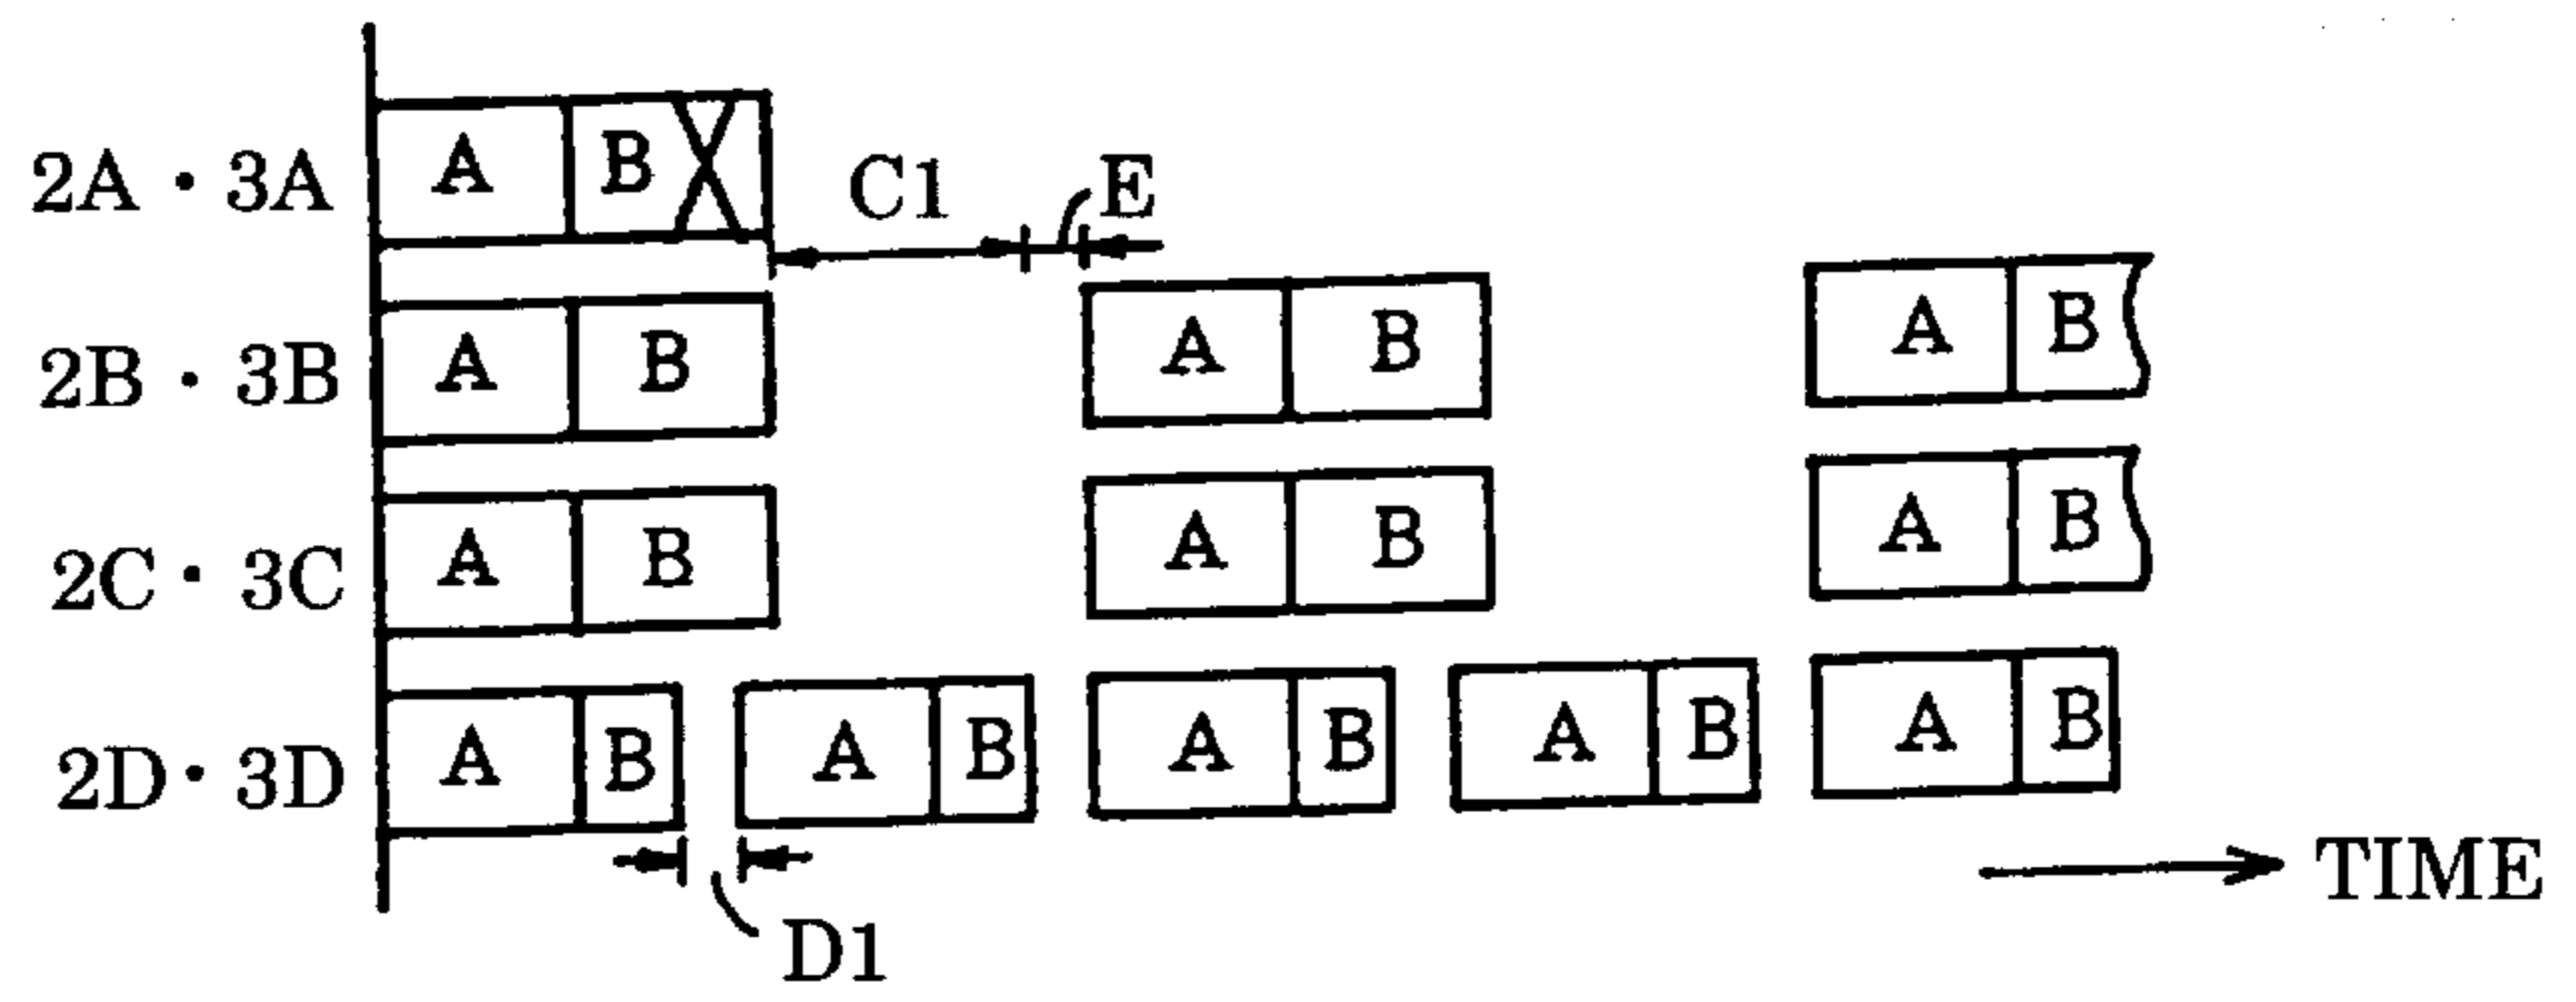 2A · 3A A B C1 E
2B · 3B A B A B A B
2C · 3C A B A B A B
2D · 3D A B A B A B A B A B
D1
TIME